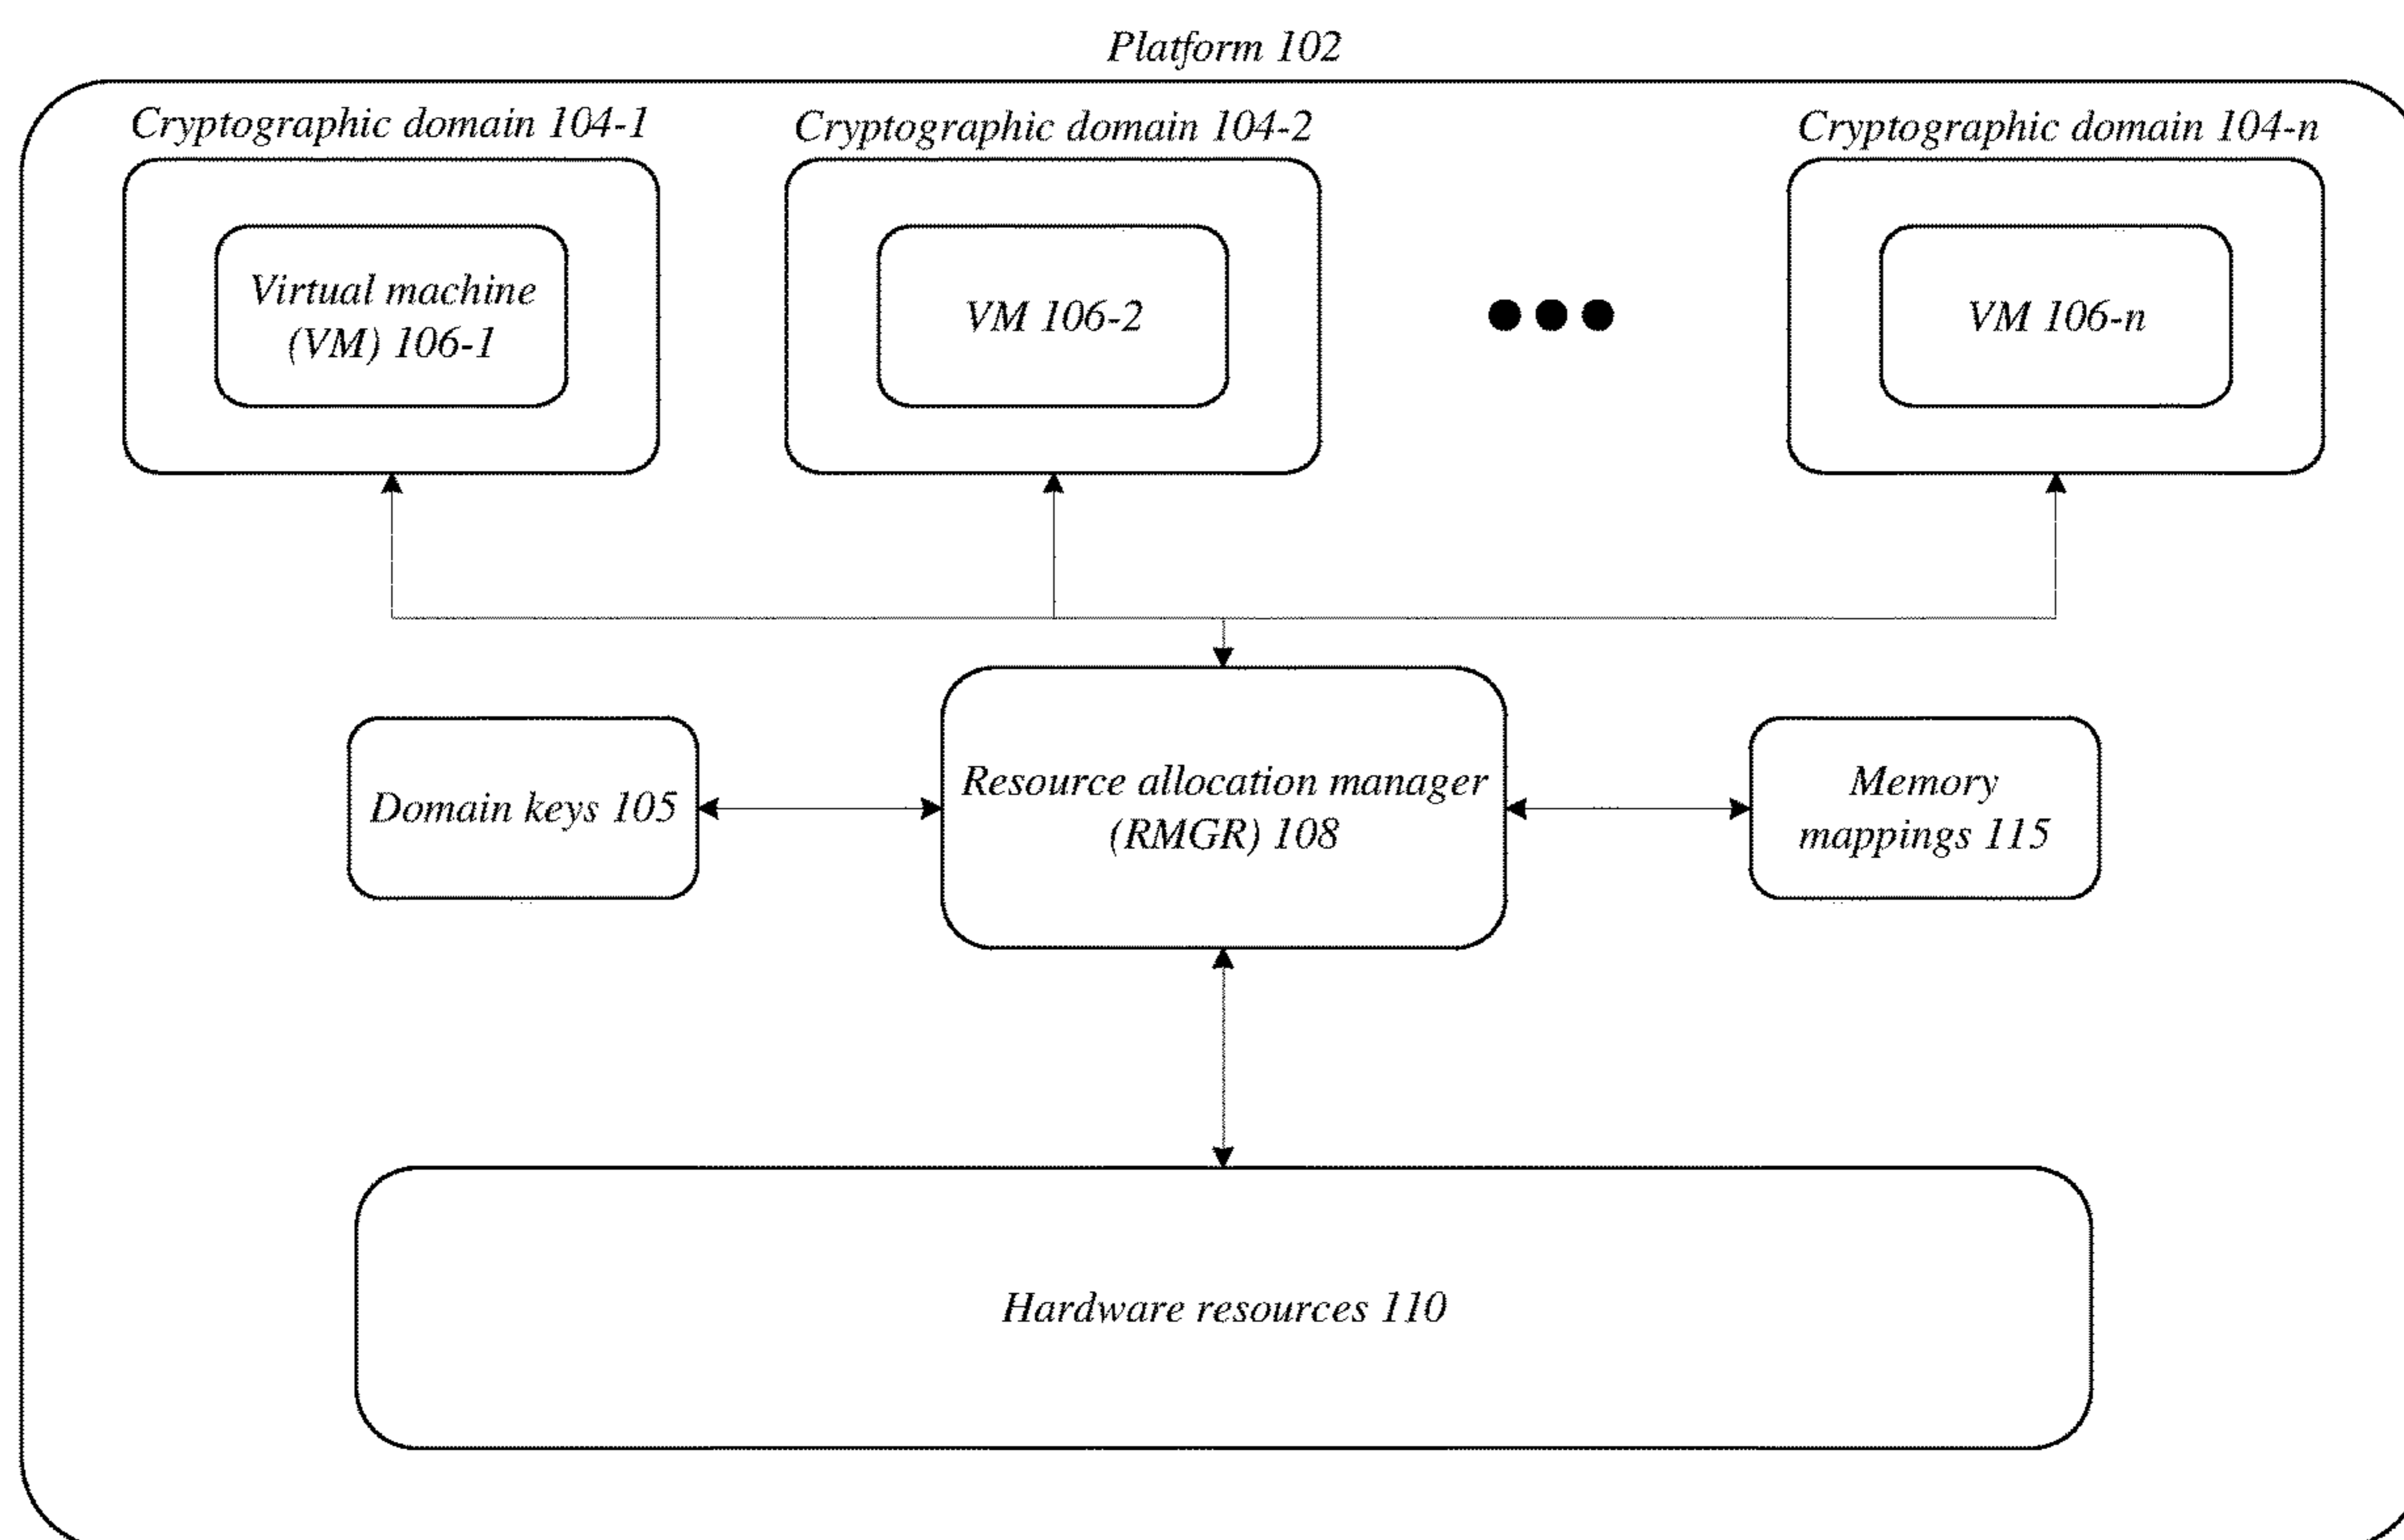 Platform 102
Cryptographic domain 104-1
Cryptographic domain 104-2
Cryptographic domain 104-n
Virtual machine
(VM) 106-1
VM 106-2
VM 106-n
Domain keys 105
Resource allocation manager
(RMGR) 108
Memory
mappings 115
Hardware resources 110